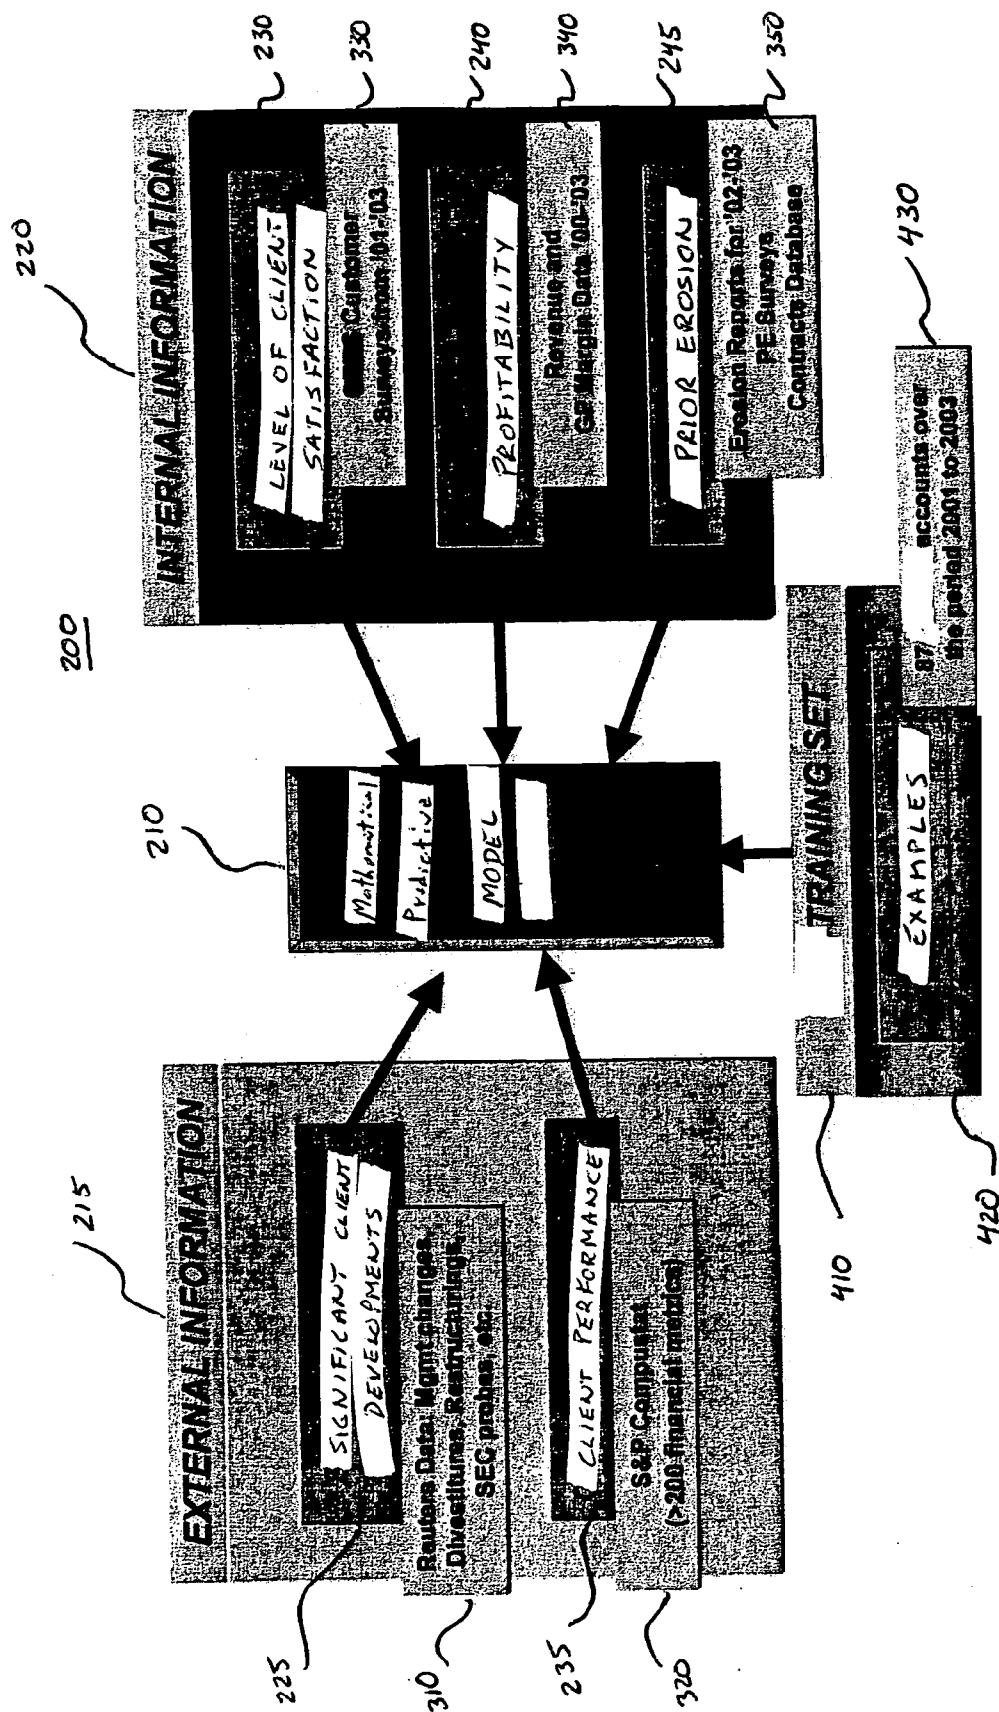 200
215
EXTERNAL INFORMATION
225
SIGNIFICANT CLIENT
DEVELOPMENTS
310
Reuters Data: Mgmt changes,
Divestitures, Restructurings,
SEC probes, etc.
235
CLIENT PERFORMANCE
320
S&P Compustat
(>200 financial metrics)
210
Mathematical
Predictive
MODEL
220
INTERNAL INFORMATION
230
LEVEL OF CLIENT
SATISFACTION
330
Customer
Surveys from '01-'03
240
PROFITABILITY
340
Revenue and
GP Margin Data '00-'03
245
PRIOR EROSION
350
Erosion Reports for '02-'03
PE Surveys
Contracts Database
410
TRAINING SET
420
EXAMPLES
430
87 accounts over
the period 2001 to 2003